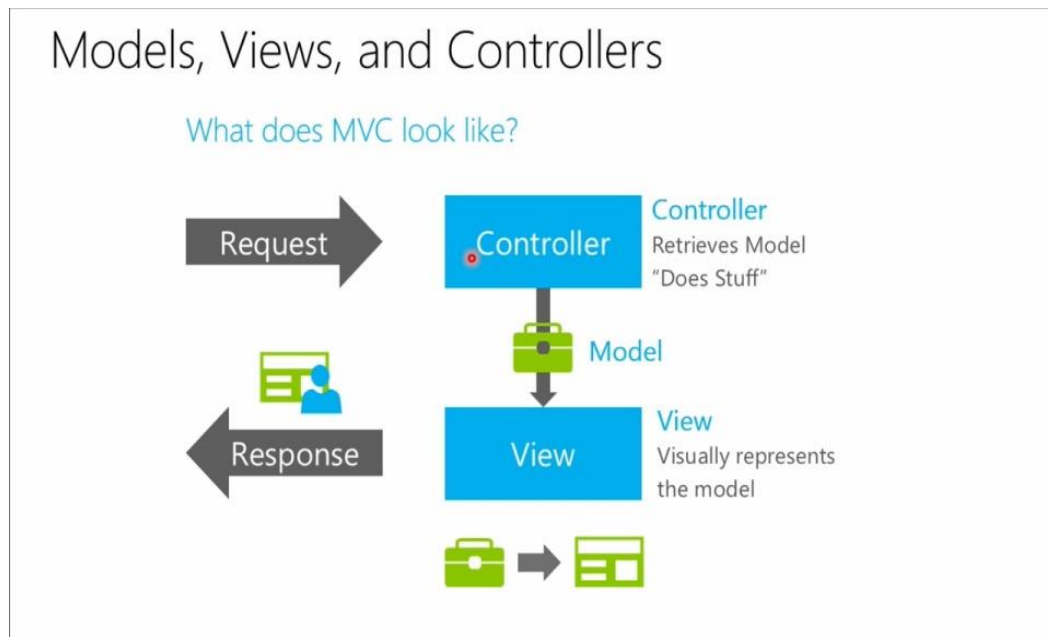 Models, Views, and Controllers
What does MVC look like?
Request
Controller
Controller
Retrieves Model
“Does Stuff”
Model
Response
View
View
Visually represents
the model